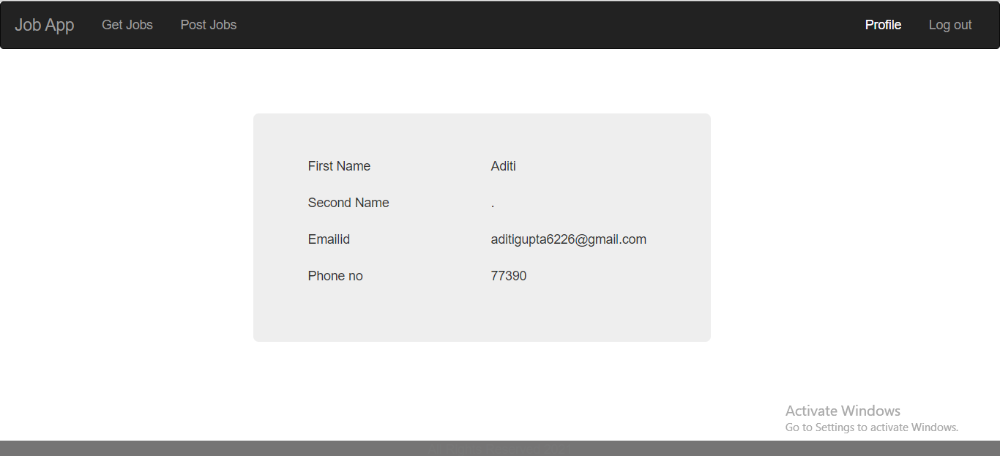 Job App Get Jobs Post Jobs Profile Log out
First Name Aditi
Second Name .
Emailid aditigupta6226@gmail.com
Phone no 77390
Activate Windows
Go to Settings to activate Windows.